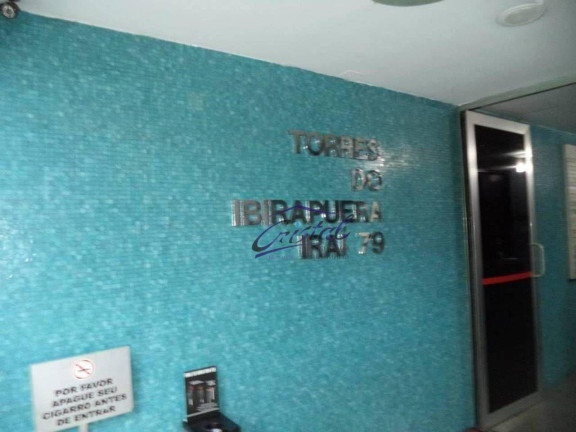 TORRES
DO
IBIRAPUERA
IRAÍ 79
Cristal
POR FAVOR
APAGUE SEU
CIGARRO ANTES
DE ENTRAR